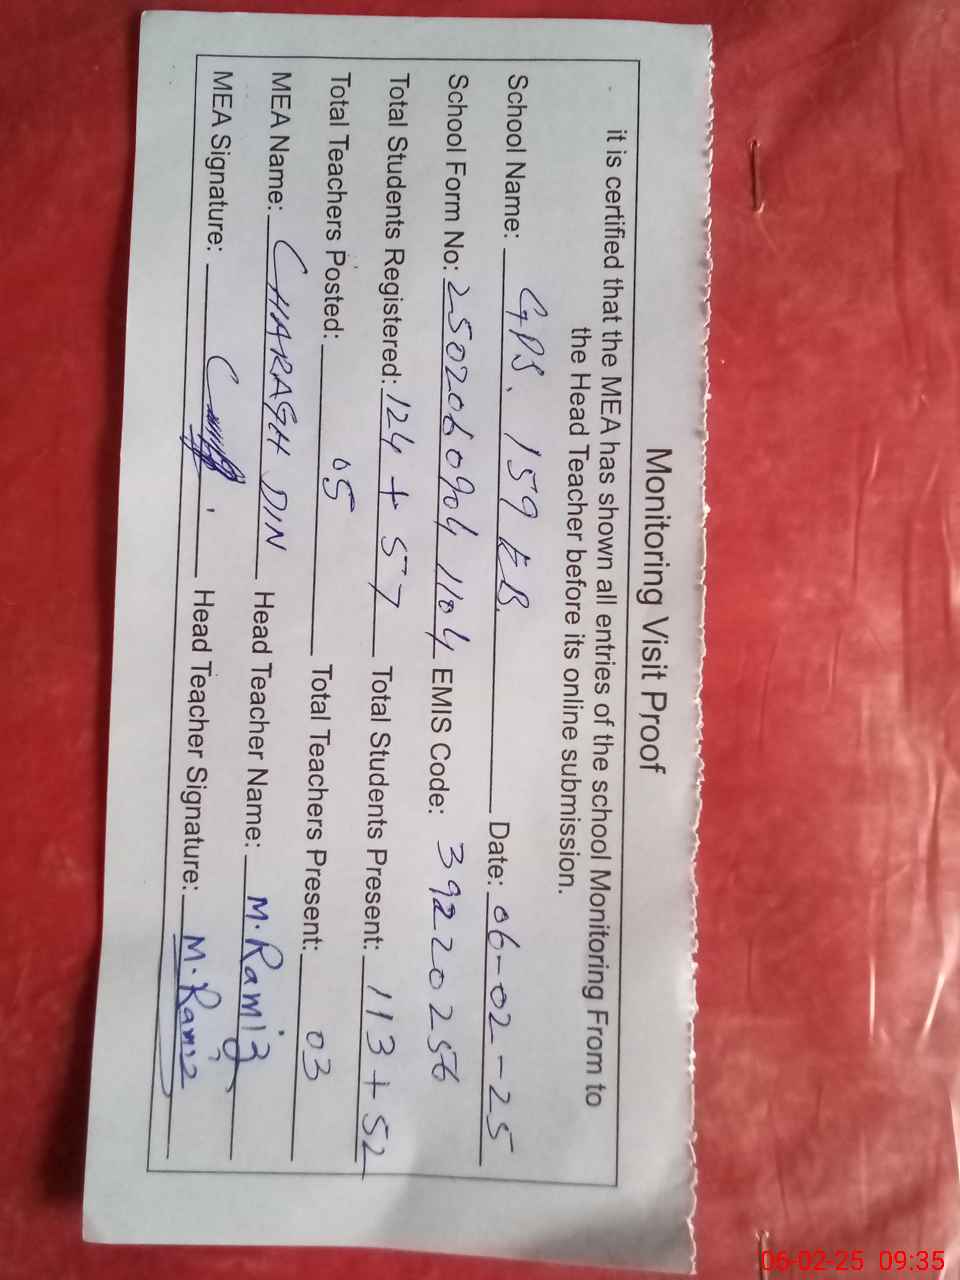 Monitoring Visit Proof
it is certified that the MEA has shown all entries of the school Monitoring From to
the Head Teacher before its online submission.
School Name: GPS. 159 EB. Date: 06-02-25
School Form No: 25020609041104 EMIS Code: 39220256
Total Students Registered: 124 + 57 Total Students Present: 113 + 52
Total Teachers Posted: 05 Total Teachers Present: 03
MEA Name: CHARAGH DIN Head Teacher Name: M. Ramiz
MEA Signature: Head Teacher Signature: M. Ramiz
06-02-25 09:35